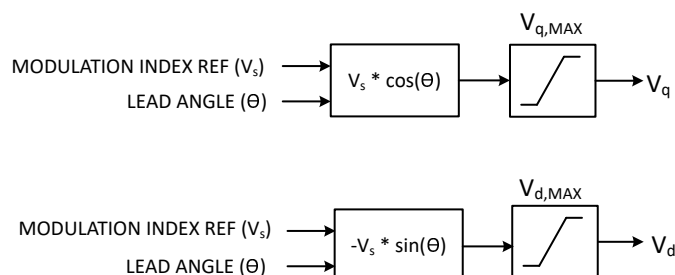 V_q,MAX
MODULATION INDEX REF (V_s)
V_s * cos(Θ)
LEAD ANGLE (Θ)
V_q
V_d,MAX
MODULATION INDEX REF (V_s)
-V_s * sin(Θ)
LEAD ANGLE (Θ)
V_d